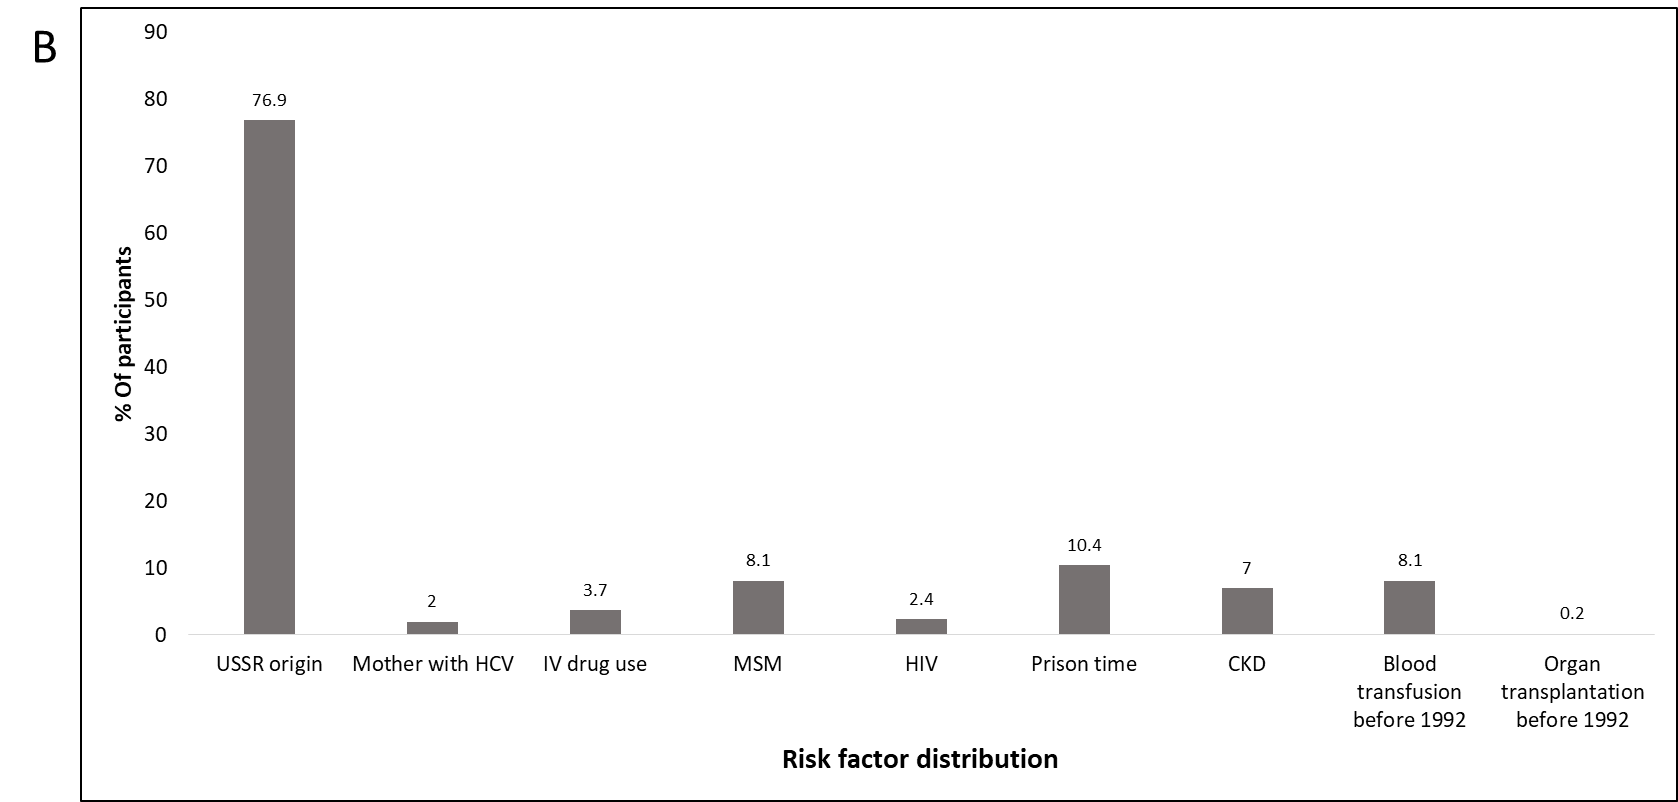 B
90
80
70
60
50
40
30
20
10
0
% Of participants
76.9
2
3.7
8.1
2.4
10.4
7
8.1
0.2
USSR origin
Mother with HCV
IV drug use
MSM
HIV
Prison time
CKD
Blood
transfusion
before 1992
Organ
transplantation
before 1992
Risk factor distribution